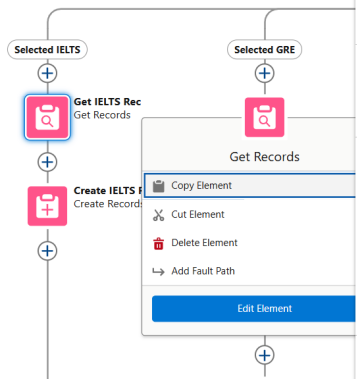 Selected IELTS
Selected GRE
Get IELTS Rec
Get Records
Get Records
Copy Element
Create IELTS
Create Records
Cut Element
Delete Element
Add Fault Path
Edit Element